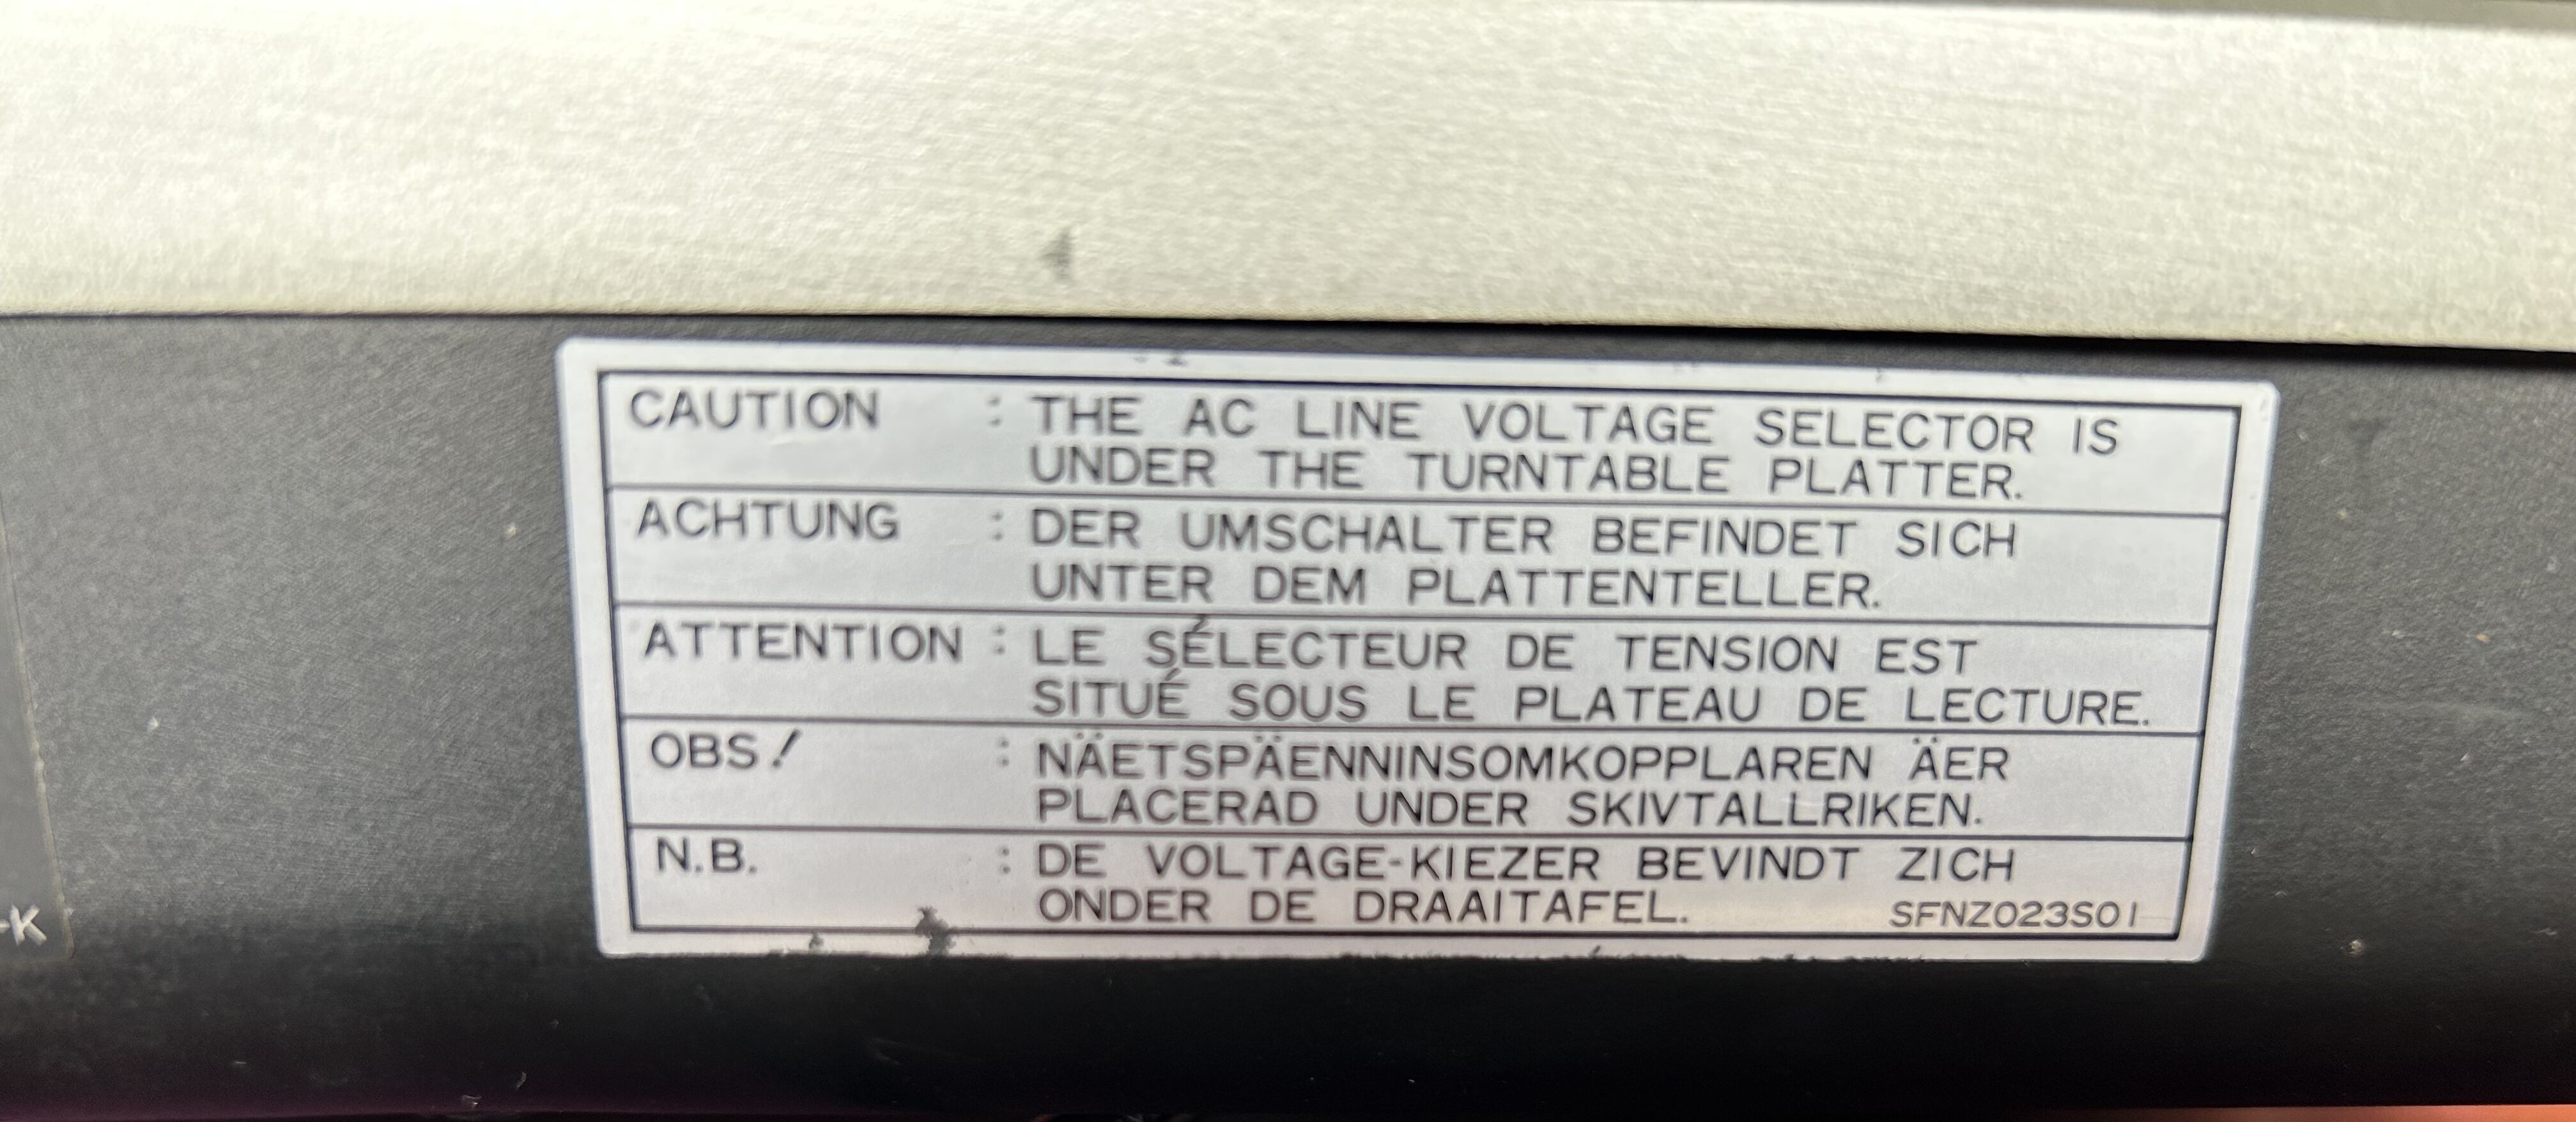 CAUTION : THE AC LINE VOLTAGE SELECTOR IS
UNDER THE TURNTABLE PLATTER.
ACHTUNG : DER UMSCHALTER BEFINDET SICH
UNTER DEM PLATTENTELLER.
ATTENTION : LE SÉLECTEUR DE TENSION EST
SITUÉ SOUS LE PLATEAU DE LECTURE.
OBS! : NÄETSPÄENNINSOMKOPPLAREN ÄER
PLACERAD UNDER SKIVTALLRIKEN.
N.B. : DE VOLTAGE-KIEZER BEVINDT ZICH
ONDER DE DRAAITAFEL. SFNZ023S01
-K